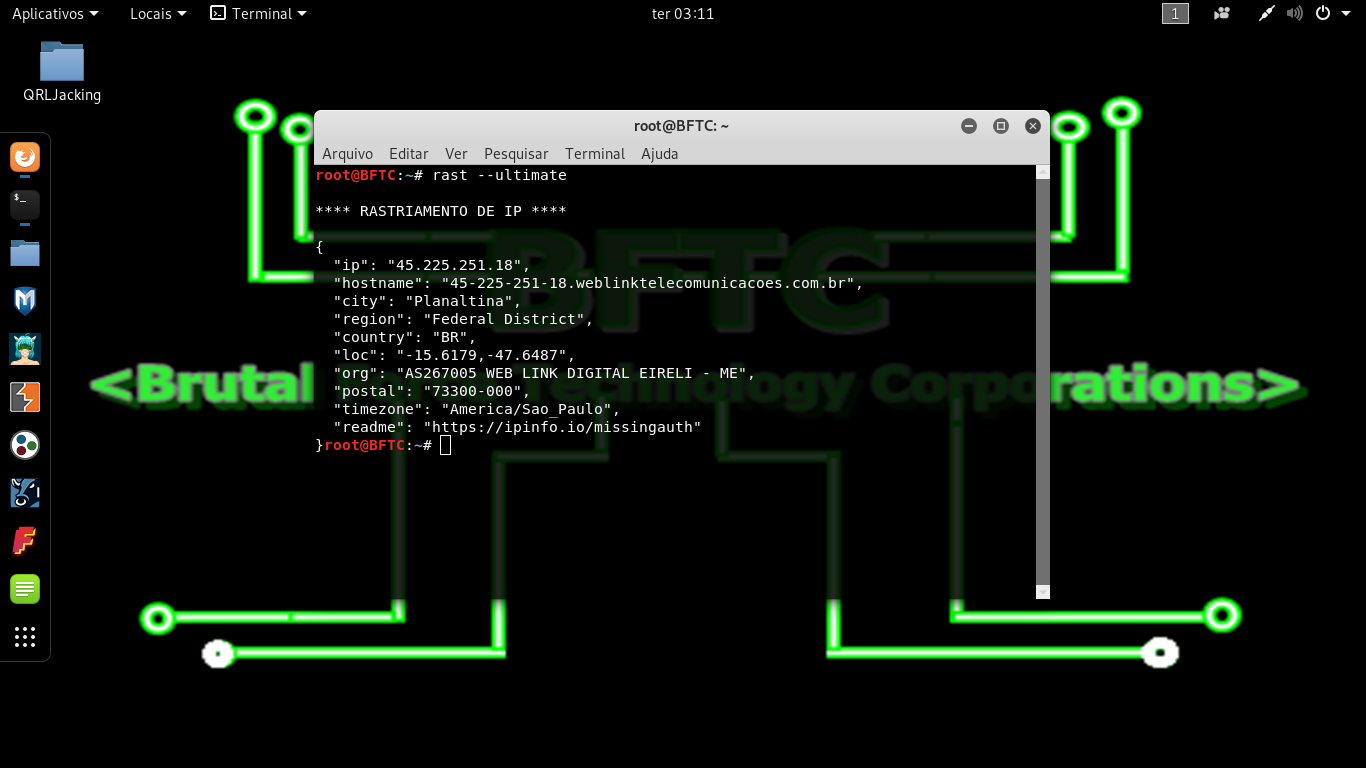 Aplicativos Locais Terminal ter 03:11 1
QRLJacking
root@BFTC: ~
Arquivo Editar Ver Pesquisar Terminal Ajuda
root@BFTC:~# rast --ultimate
**** RASTRIAMENTO DE IP ****
{
"ip": "45.225.251.18",
"hostname": "45-225-251-18.weblinktelecomunicacoes.com.br",
"city": "Planaltina",
"region": "Federal District",
"country": "BR",
"loc": "-15.6179,-47.6487",
"org": "AS267005 WEB LINK DIGITAL EIRELI - ME",
"postal": "73300-000",
"timezone": "America/Sao_Paulo",
"readme": "https://ipinfo.io/missingauth"
}root@BFTC:~#
BFTC
<Brutal Technology Corporations>